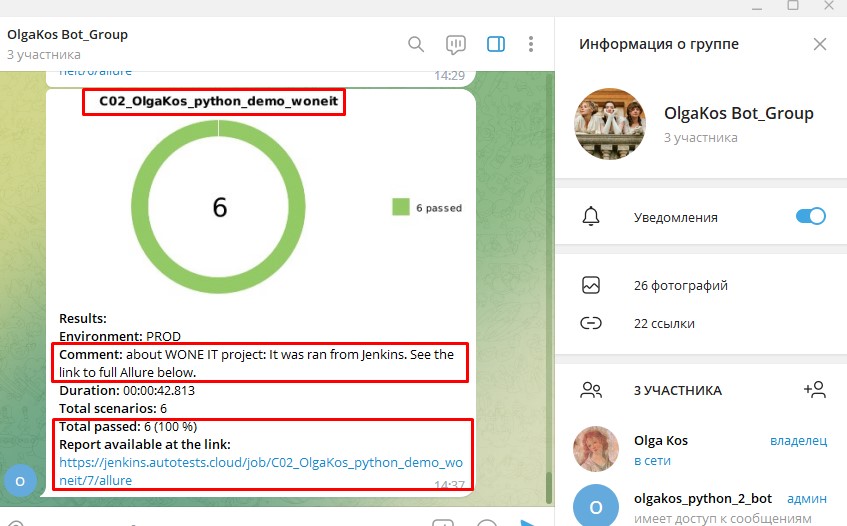 OlgaKos Bot_Group
3 участника
neit/6/allure
14:29
C02_OlgaKos_python_demo_woneit
6
6 passed
Results:
Environment: PROD
Comment: about WONE IT project: It was ran from Jenkins. See the
link to full Allure below.
Duration: 00:00:42.813
Total scenarios: 6
Total passed: 6 (100 %)
Report available at the link:
https://jenkins.autotests.cloud/job/C02_OlgaKos_python_demo_wo
neit/7/allure
14:37
O
Информация о группе
OlgaKos Bot_Group
3 участника
Уведомления
26 фотографий
22 ссылки
3 УЧАСТНИКА
Olga Kos
владелец
в сети
O
olgakos_python_2_bot
админ
имеет доступ к сообщениям